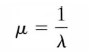 μ = 1/λ